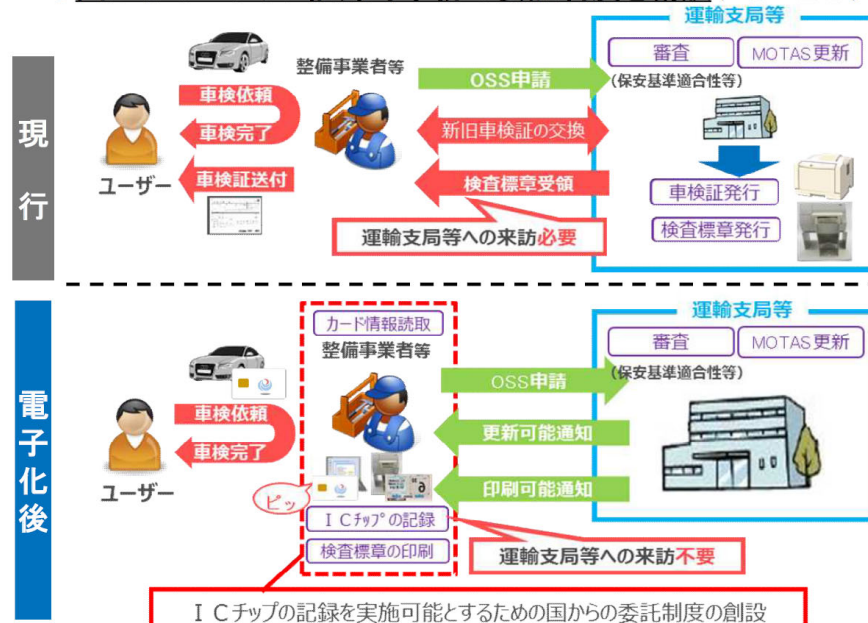 現行
運輸支局等
審査
MOTAS更新
(保安基準適合性等)
整備事業者等
OSS申請
車検依頼
車検完了
新旧車検証の交換
ユーザー
車検証送付
検査標章受領
車検証発行
検査標章発行
運輸支局等への来訪必要
電子化後
カード情報読取
整備事業者等
運輸支局等
審査
MOTAS更新
(保安基準適合性等)
OSS申請
車検依頼
車検完了
更新可能通知
ユーザー
ピッ
印刷可能通知
ICチップの記録
検査標章の印刷
運輸支局等への来訪不要
ICチップの記録を実施可能とするための国からの委託制度の創設